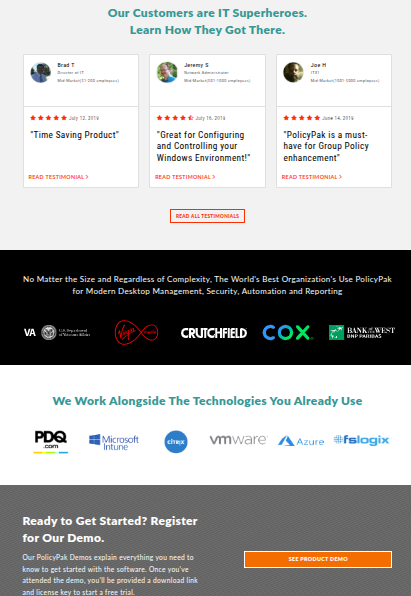 Our Customers are IT Superheroes.
Learn How They Got There.
Brad T
Director of IT
Mid-Market(51-500 employees)
Jeremy S
Network Administrator
Mid-Market(501-1000 employees)
Joe H
ITS1
Mid-Market(501-1000 employees)
July 12, 2016
July 16, 2016
June 14, 2016
"Time Saving Product"
"Great for Configuring
and Controlling your
Windows Environment!"
"PolicyPak is a must-
have for Group Policy
enhancement"
READ TESTIMONIAL >
READ TESTIMONIAL >
READ TESTIMONIAL >
READ ALL TESTIMONIALS
No Matter the Size and Regardless of Complexity, The World's Best Organization's Use PolicyPak
for Modern Desktop Management, Security, Automation and Reporting
VA
U.S. Department
of Veterans Affairs
Virgin
CRUTCHFIELD
COX
BANK OF THE WEST
BNP PARIBAS
We Work Alongside The Technologies You Already Use
PDQ
.com
Microsoft
Intune
citrix
vmware
Azure
fslogix
Ready to Get Started? Register
for Our Demo.
Our PolicyPak Demos explain everything you need to
know to get started with the software. Once you've
attended the demo, you'll be provided a download link
and license key to start a free trial.
SEE PRODUCT DEMO